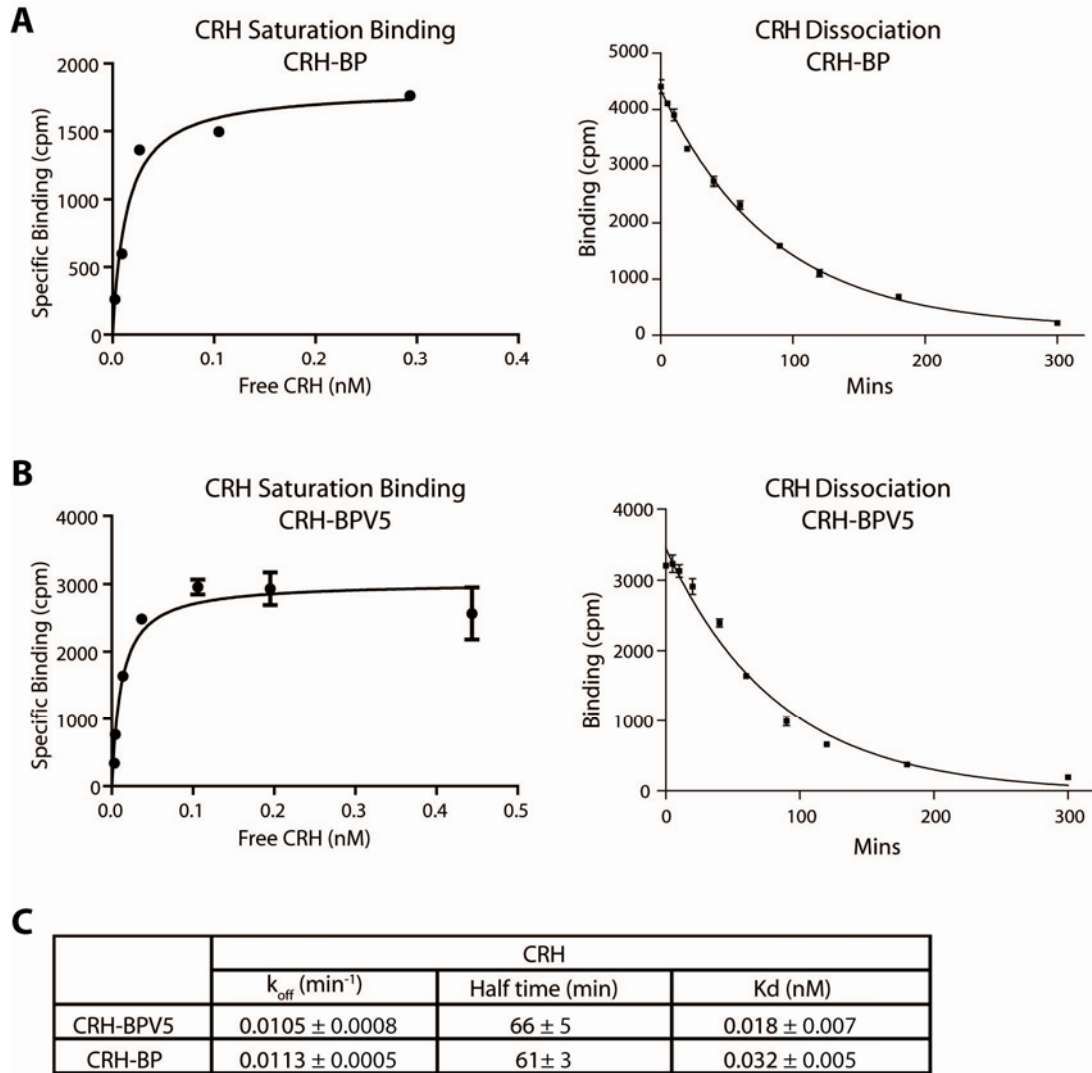 A
CRH Saturation Binding
CRH-BP
2000
1500
1000
500
0
Specific Binding (cpm)
0.0 0.1 0.2 0.3 0.4
Free CRH (nM)
CRH Dissociation
CRH-BP
5000
4000
3000
2000
1000
0
Binding (cpm)
0 100 200 300
Mins
B
CRH Saturation Binding
CRH-BPV5
4000
3000
2000
1000
0
Specific Binding (cpm)
0.0 0.1 0.2 0.3 0.4 0.5
Free CRH (nM)
CRH Dissociation
CRH-BPV5
4000
3000
2000
1000
0
Binding (cpm)
0 100 200 300
Mins
C
CRH
koff (min-1) Half time (min) Kd (nM)
CRH-BPV5 0.0105 ± 0.0008 66 ± 5 0.018 ± 0.007
CRH-BP 0.0113 ± 0.0005 61± 3 0.032 ± 0.005